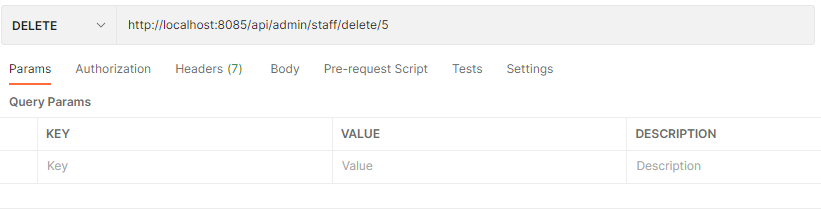 DELETE http://localhost:8085/api/admin/staff/delete/5
Params Authorization Headers (7) Body Pre-request Script Tests Settings
Query Params
KEY VALUE DESCRIPTION
Key Value Description